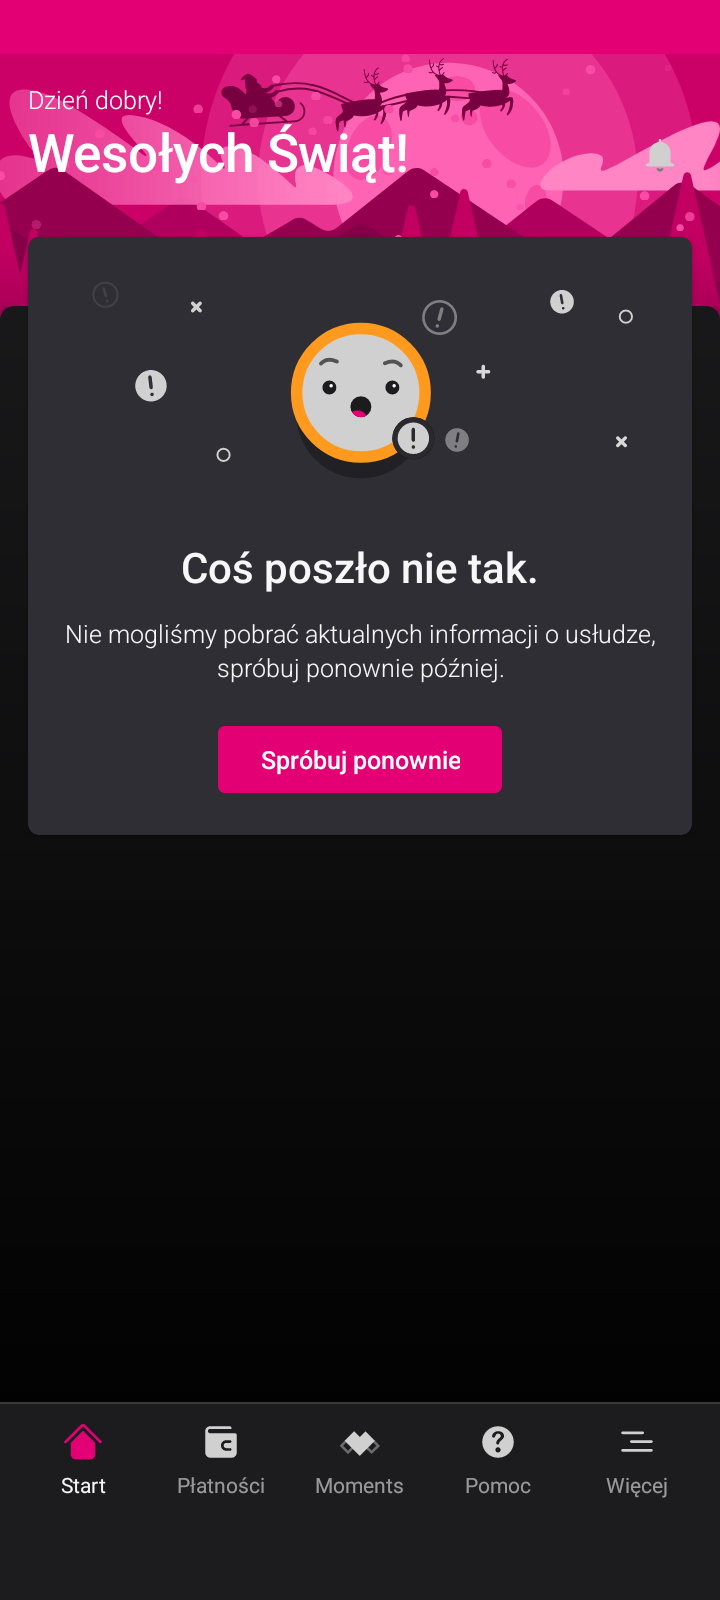 Dzień dobry!
Wesołych Świąt!
Coś poszło nie tak.
Nie mogliśmy pobrać aktualnych informacji o usłudze,
spróbuj ponownie później.
Spróbuj ponownie
Start
Płatności
Moments
Pomoc
Więcej